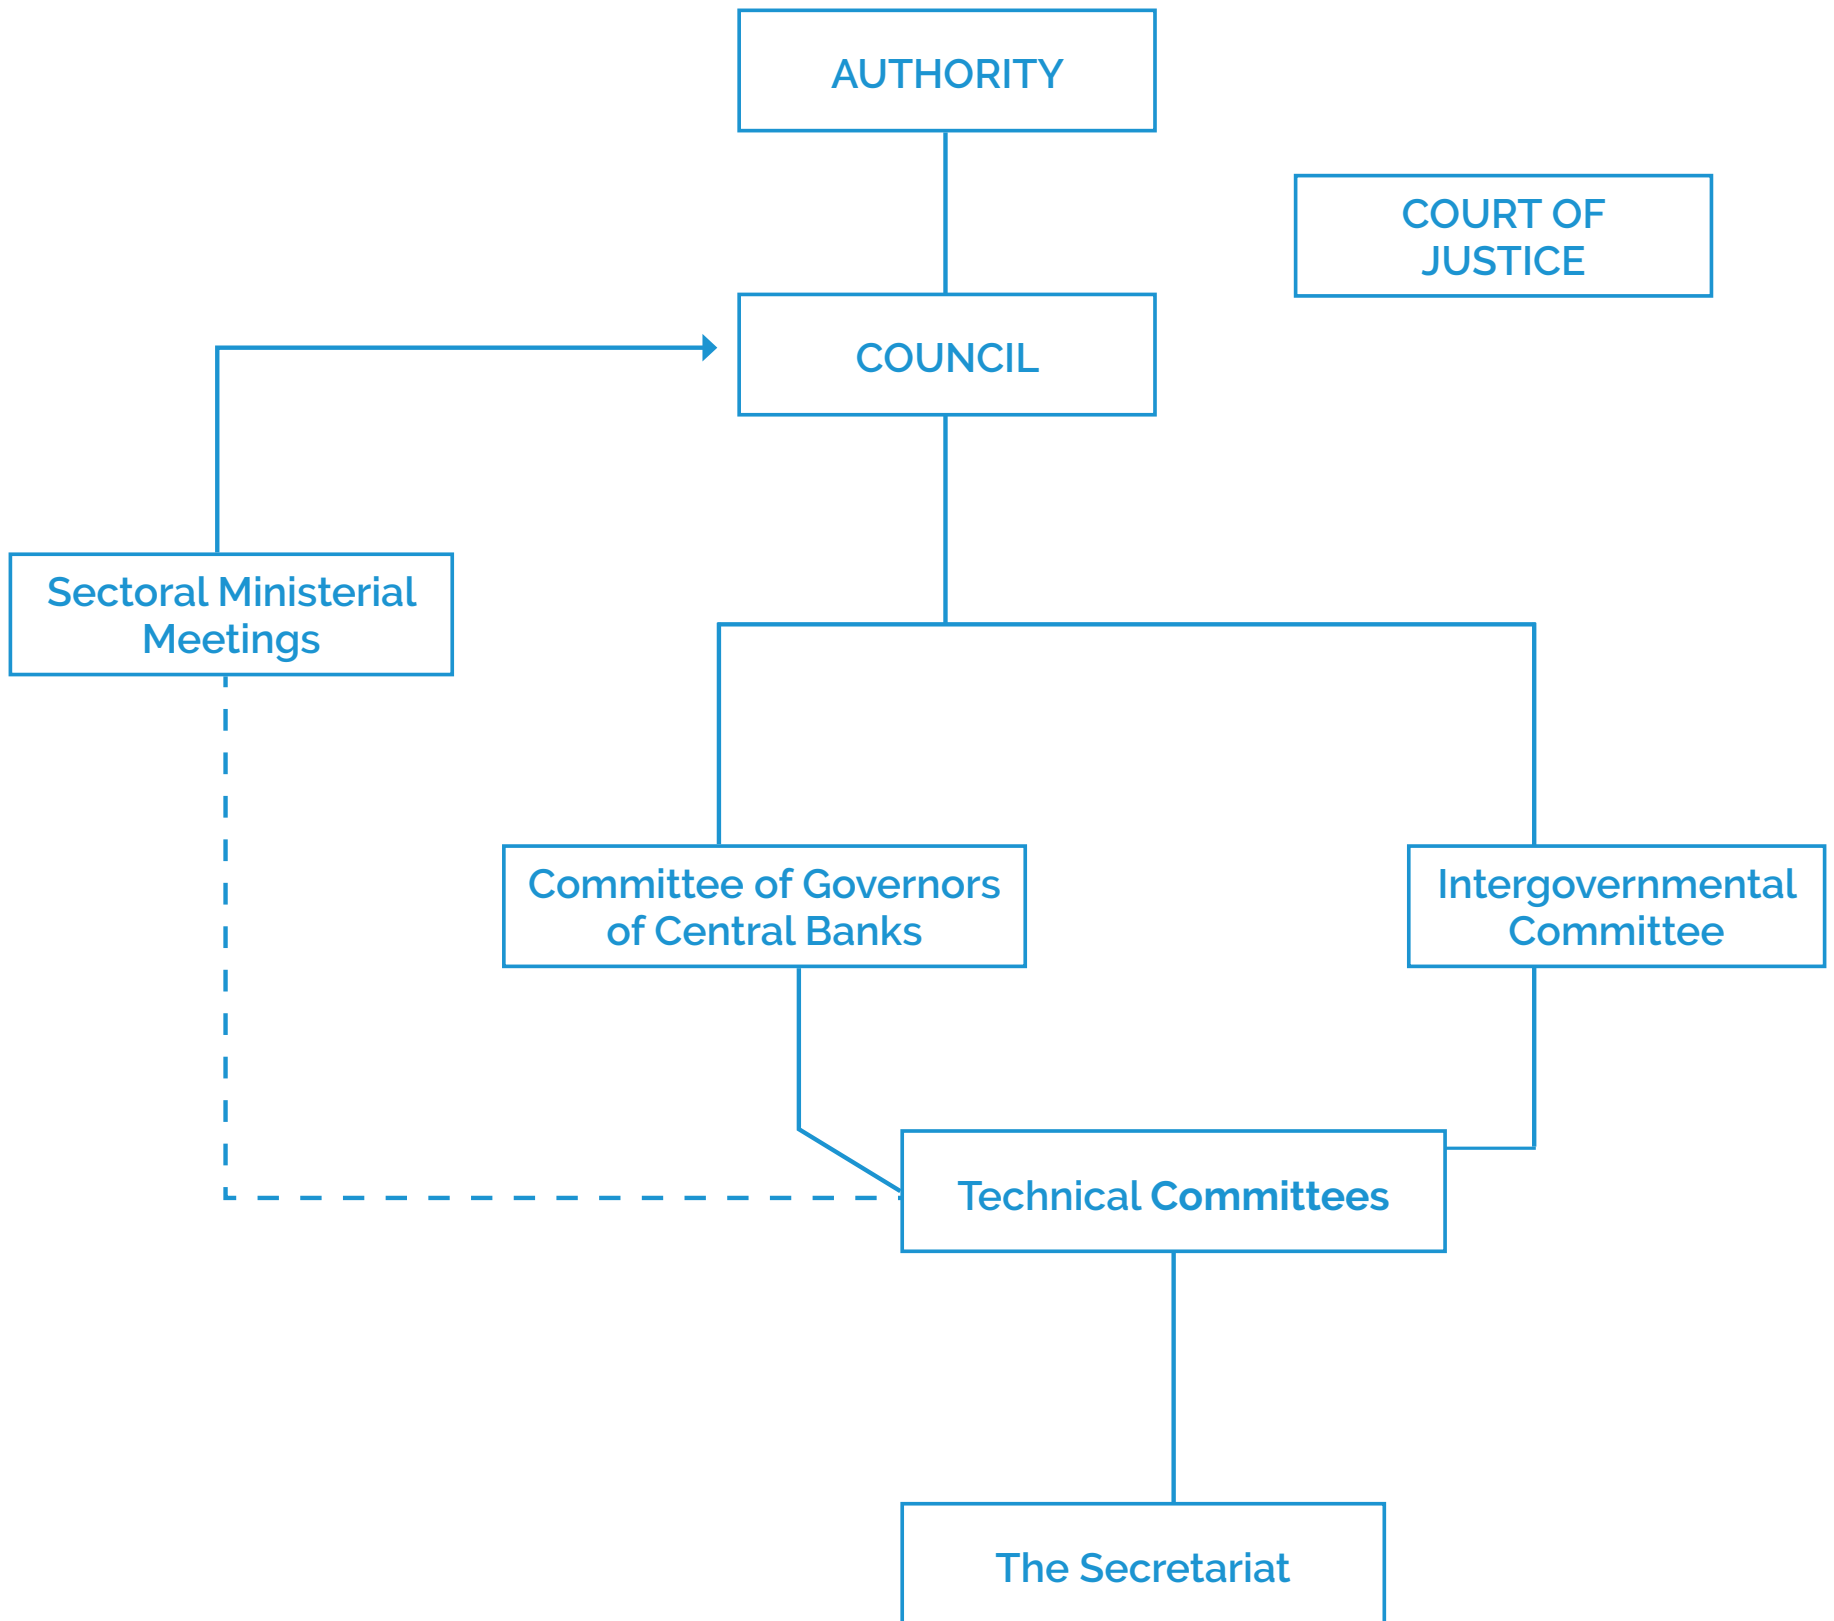 AUTHORITY
COURT OF
JUSTICE
COUNCIL
Sectoral Ministerial
Meetings
Committee of Governors
of Central Banks
Intergovernmental
Committee
Technical Committees
The Secretariat